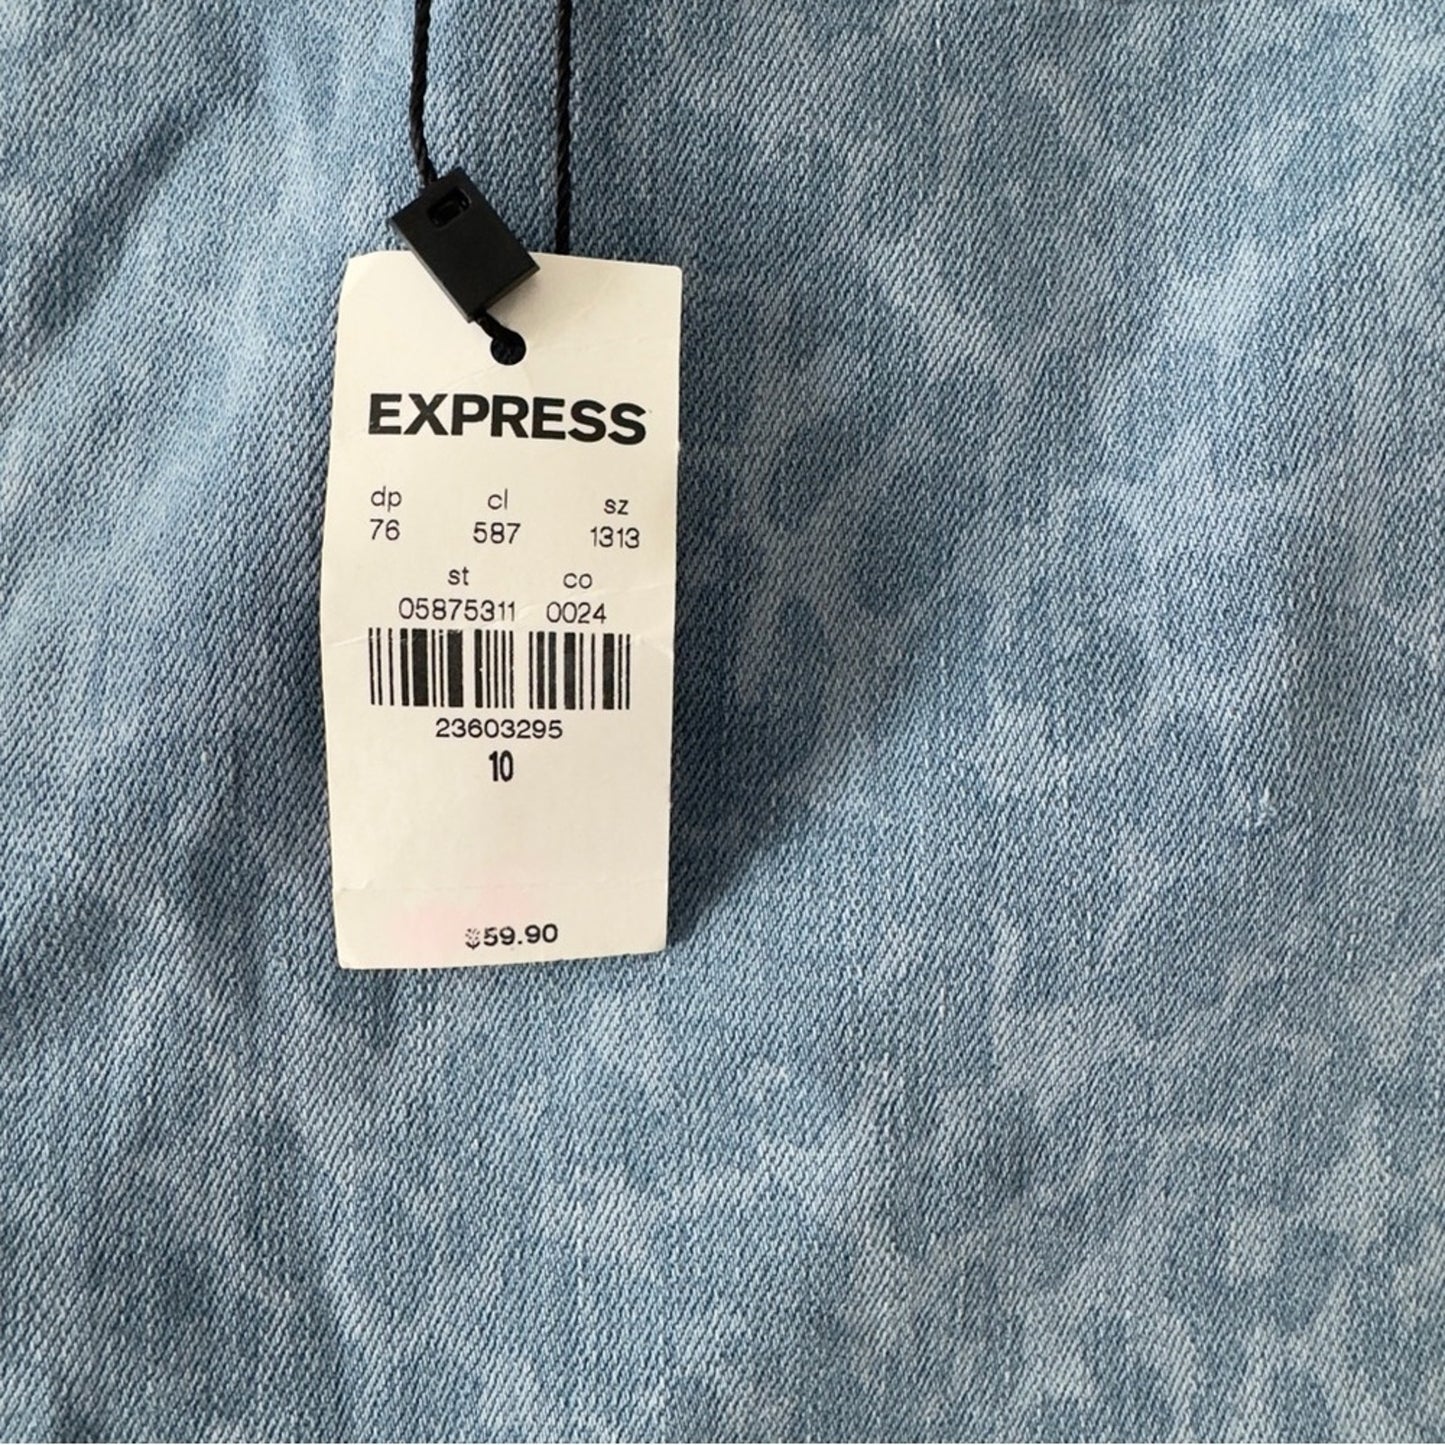 EXPRESS
dp cl sz
76 587 1313
st co
05875311 0024
23603295
10
$59.90